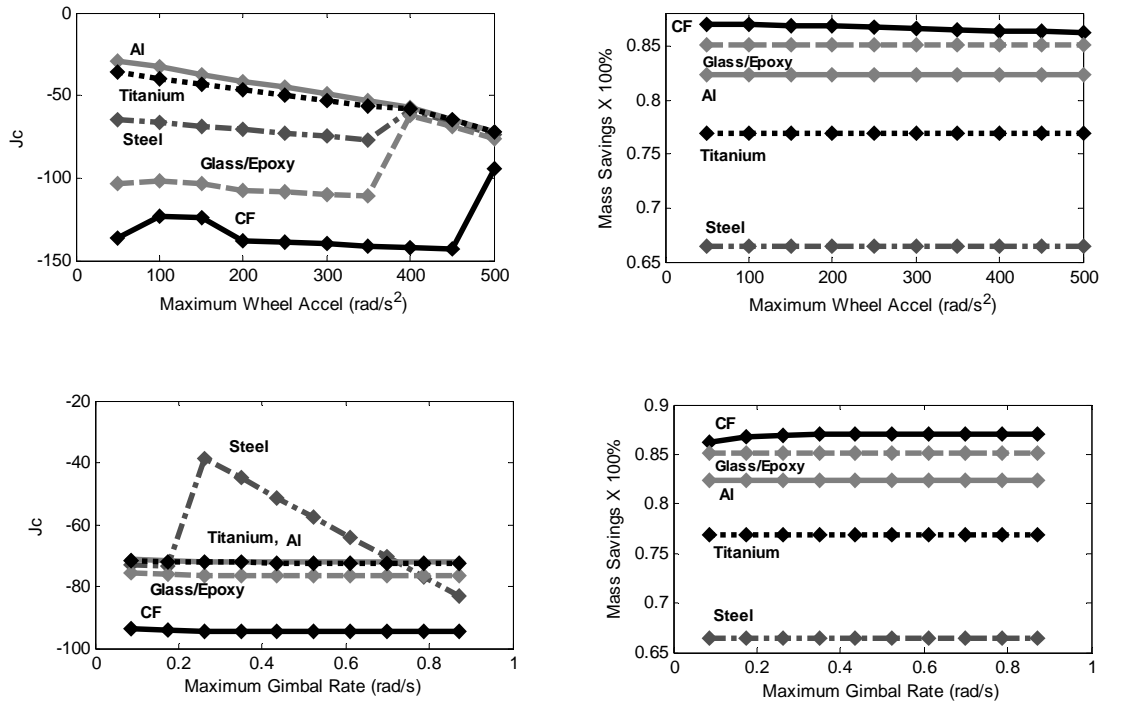 -0
-50
-100
-150
0
100
200
300
400
500
Jc
Maximum Wheel Accel (rad/s²)
Al
Titanium
Steel
Glass/Epoxy
CF
0.85
0.8
0.75
0.7
0.65
0
100
200
300
400
500
Mass Savings X 100%
Maximum Wheel Accel (rad/s²)
CF
Glass/Epoxy
Al
Titanium
Steel
-20
-40
-60
-80
-100
0
0.2
0.4
0.6
0.8
1
Jc
Maximum Gimbal Rate (rad/s)
Steel
Titanium, Al
Glass/Epoxy
CF
0.9
0.85
0.8
0.75
0.7
0.65
0
0.2
0.4
0.6
0.8
1
Mass Savings X 100%
Maximum Gimbal Rate (rad/s)
CF
Glass/Epoxy
Al
Titanium
Steel